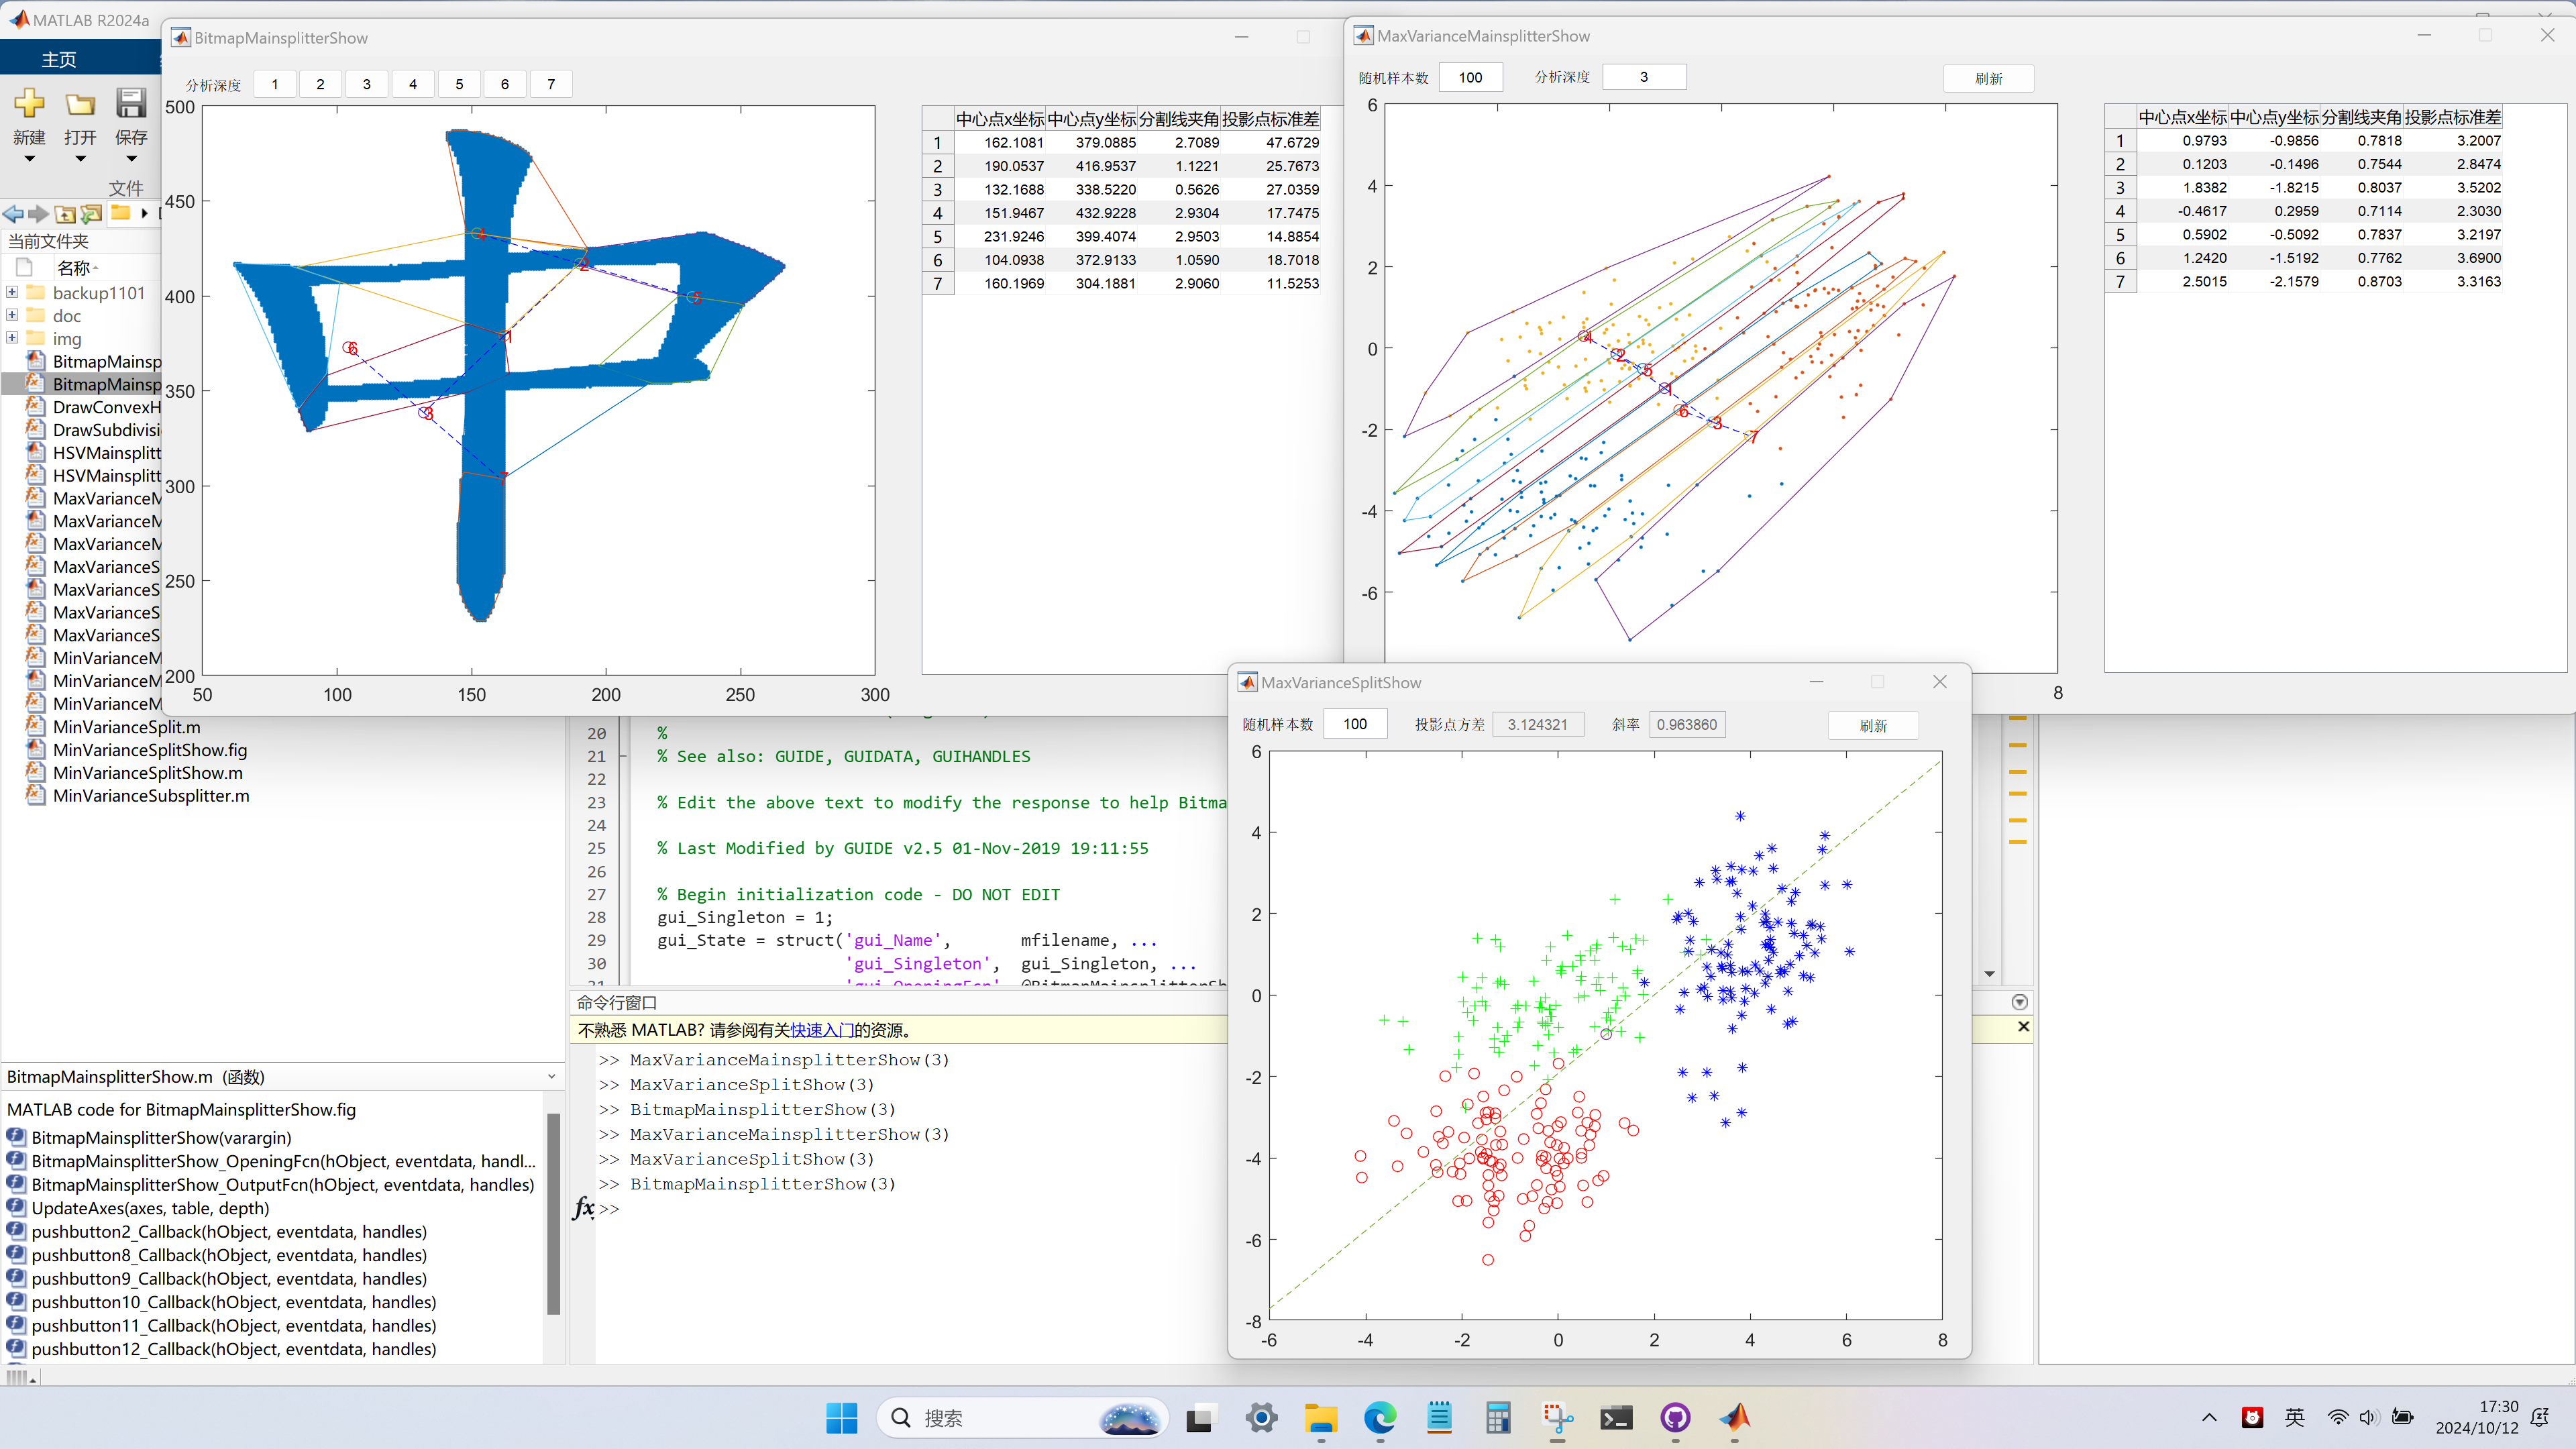 MATLAB R2024a
主页
新建
打开
保存
文件
当前文件夹
名称
backup1101
doc
img
BitmapMainsp
BitmapMainsp
DrawConvexH
DrawSubdivisi
HSVMainsplitt
HSVMainsplitt
MaxVarianceM
MaxVarianceM
MaxVarianceM
MaxVarianceS
MaxVarianceS
MaxVarianceS
MaxVarianceS
MinVarianceM
MinVarianceM
MinVarianceM
MinVarianceSplit.m
MinVarianceSplitShow.fig
MinVarianceSplitShow.m
MinVarianceSubsplitter.m
BitmapMainsplitterShow.m (函数)
MATLAB code for BitmapMainsplitterShow.fig
BitmapMainsplitterShow(varargin)
BitmapMainsplitterShow_OpeningFcn(hObject, eventdata, handl...
BitmapMainsplitterShow_OutputFcn(hObject, eventdata, handles)
UpdateAxes(axes, table, depth)
pushbutton2_Callback(hObject, eventdata, handles)
pushbutton8_Callback(hObject, eventdata, handles)
pushbutton9_Callback(hObject, eventdata, handles)
pushbutton10_Callback(hObject, eventdata, handles)
pushbutton11_Callback(hObject, eventdata, handles)
pushbutton12_Callback(hObject, eventdata, handles)
BitmapMainsplitterShow
分析深度 1 2 3 4 5 6 7
500
450
400
350
300
250
200
50 100 150 200 250 300
4
2
5
1
6
3
7
中心点x坐标 中心点y坐标 分割线夹角 投影点标准差
1 162.1081 379.0885 2.7089 47.6729
2 190.0537 416.9537 1.1221 25.7673
3 132.1688 338.5220 0.5626 27.0359
4 151.9467 432.9228 2.9304 17.7475
5 231.9246 399.4074 2.9503 14.8854
6 104.0938 372.9133 1.0590 18.7018
7 160.1969 304.1881 2.9060 11.5253
MaxVarianceMainsplitterShow
随机样本数 100 分析深度 3 刷新
6
4
2
0
-2
-4
-6
8
4
2
5
1
6
3
7
中心点x坐标 中心点y坐标 分割线夹角 投影点标准差
1 0.9793 -0.9856 0.7818 3.2007
2 0.1203 -0.1496 0.7544 2.8474
3 1.8382 -1.8215 0.8037 3.5202
4 -0.4617 0.2959 0.7114 2.3030
5 0.5902 -0.5092 0.7837 3.2197
6 1.2420 -1.5192 0.7762 3.6900
7 2.5015 -2.1579 0.8703 3.3163
20 %
21 % See also: GUIDE, GUIDATA, GUIHANDLES
22
23 % Edit the above text to modify the response to help Bitma
24
25 % Last Modified by GUIDE v2.5 01-Nov-2019 19:11:55
26
27 % Begin initialization code - DO NOT EDIT
28 gui_Singleton = 1;
29 gui_State = struct('gui_Name', mfilename, ...
30 'gui_Singleton', gui_Singleton, ...
命令行窗口
不熟悉 MATLAB? 请参阅有关快速入门的资源。
>> MaxVarianceMainsplitterShow(3)
>> MaxVarianceSplitShow(3)
>> BitmapMainsplitterShow(3)
>> MaxVarianceMainsplitterShow(3)
>> MaxVarianceSplitShow(3)
>> BitmapMainsplitterShow(3)
fx >>
MaxVarianceSplitShow
随机样本数 100 投影点方差 3.124321 斜率 0.963860 刷新
6
4
2
0
-2
-4
-6
-8
-6 -4 -2 0 2 4 6 8
搜索
英
17:30
2024/10/12